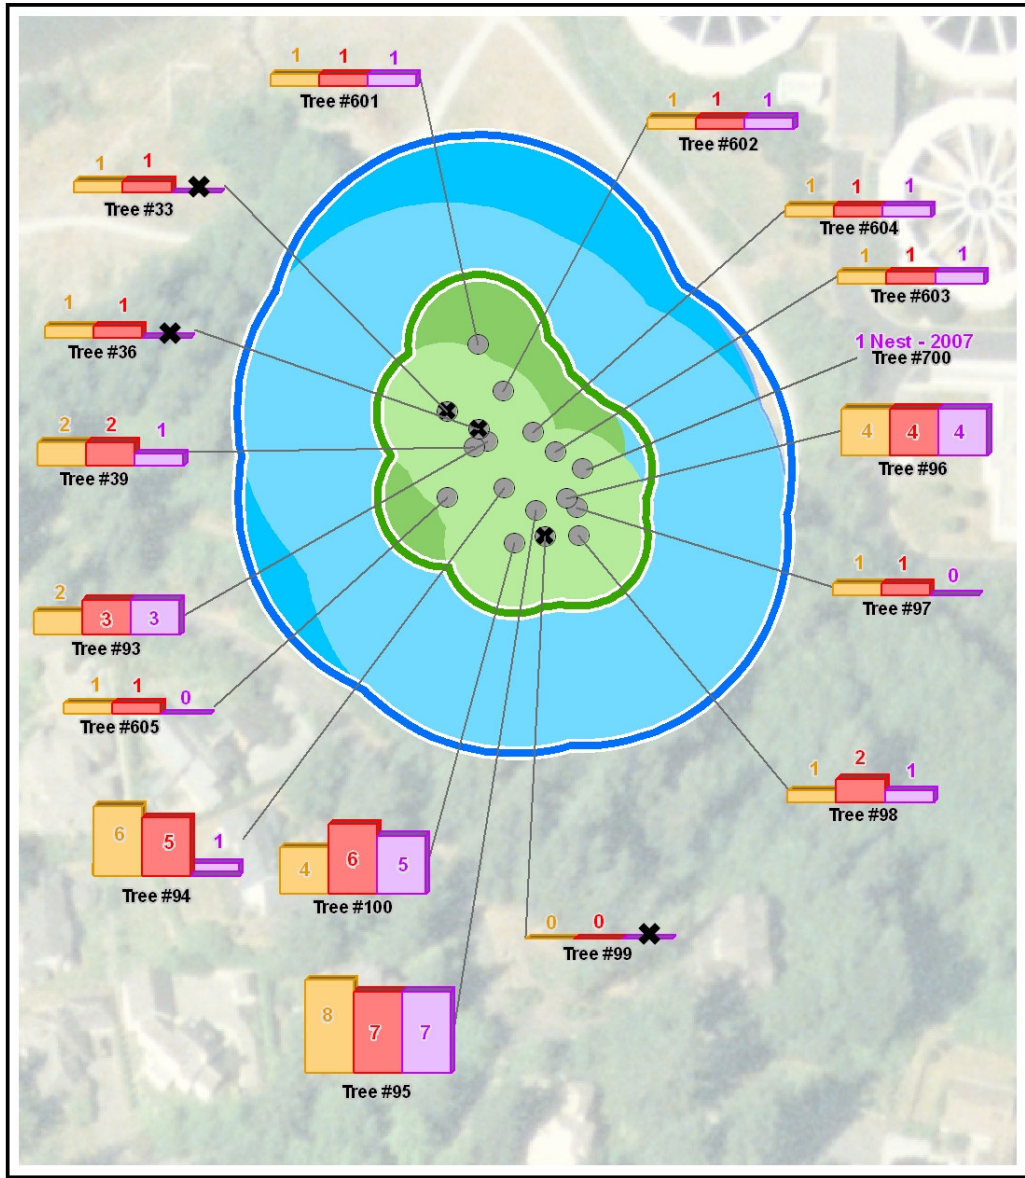 1 1 1
Tree #601
1 1 1
Tree #602
1 1
Tree #33
1 1 1
Tree #604
1 1 1
Tree #603
1 1
Tree #36
1 Nest - 2007
Tree #700
2 2 1
Tree #39
4 4 4
Tree #96
1 1 0
Tree #97
2 3 3
Tree #93
1 1 0
Tree #605
1 2 1
Tree #98
6 5 1
Tree #94
4 6 5
Tree #100
0 0
Tree #99
8 7 7
Tree #95